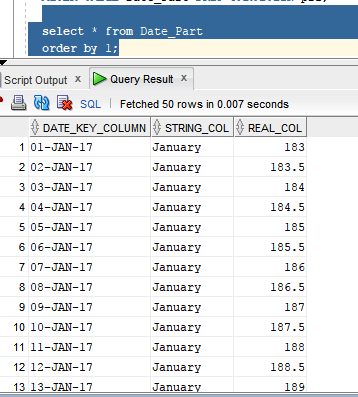 select * from Date_Part
order by 1;
Script Output x Query Result x
SQL | Fetched 50 rows in 0.007 seconds
DATE_KEY_COLUMN STRING_COL REAL_COL
1 01-JAN-17 January 183
2 02-JAN-17 January 183.5
3 03-JAN-17 January 184
4 04-JAN-17 January 184.5
5 05-JAN-17 January 185
6 06-JAN-17 January 185.5
7 07-JAN-17 January 186
8 08-JAN-17 January 186.5
9 09-JAN-17 January 187
10 10-JAN-17 January 187.5
11 11-JAN-17 January 188
12 12-JAN-17 January 188.5
13 13-JAN-17 January 189